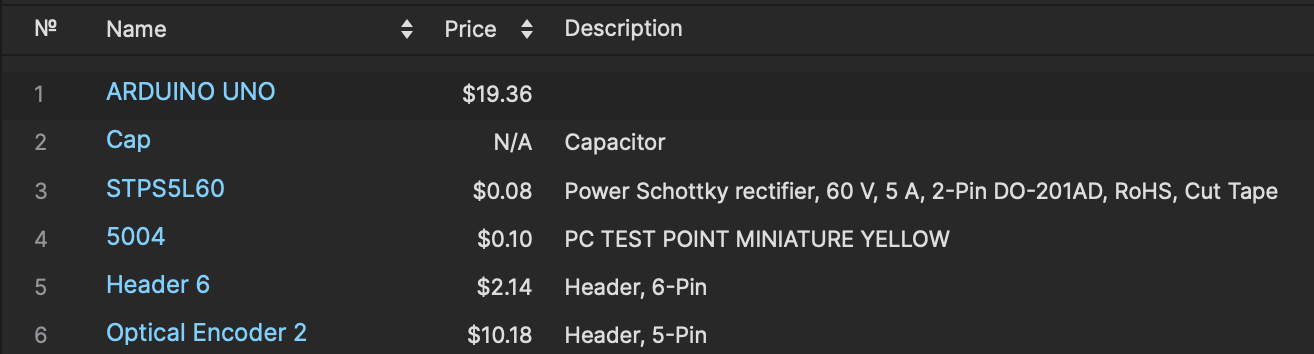 № Name Price Description
1 ARDUINO UNO $19.36
2 Cap N/A Capacitor
3 STPS5L60 $0.08 Power Schottky rectifier, 60 V, 5 A, 2-Pin DO-201AD, RoHS, Cut Tape
4 5004 $0.10 PC TEST POINT MINIATURE YELLOW
5 Header 6 $2.14 Header, 6-Pin
6 Optical Encoder 2 $10.18 Header, 5-Pin